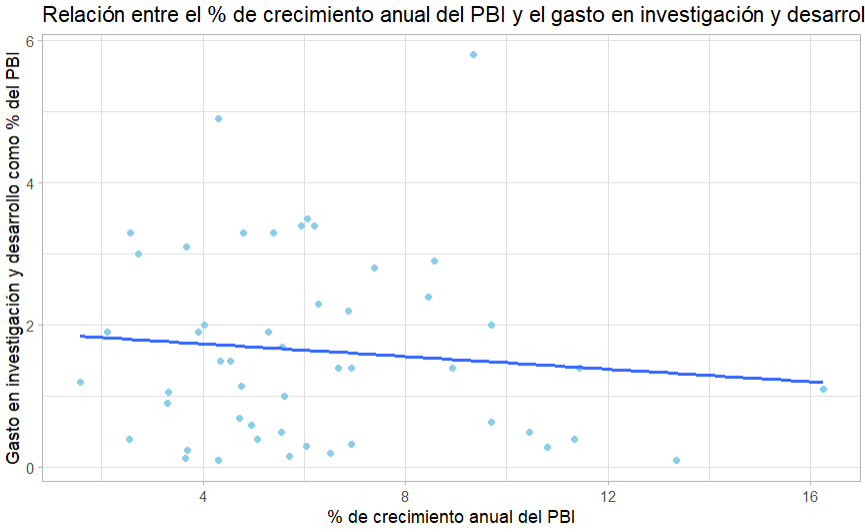 Relación entre el % de crecimiento anual del PBI y el gasto en investigación y desarrol
Gasto en investigación y desarrollo como % del PBI
6
4
2
0
4
8
12
16
% de crecimiento anual del PBI